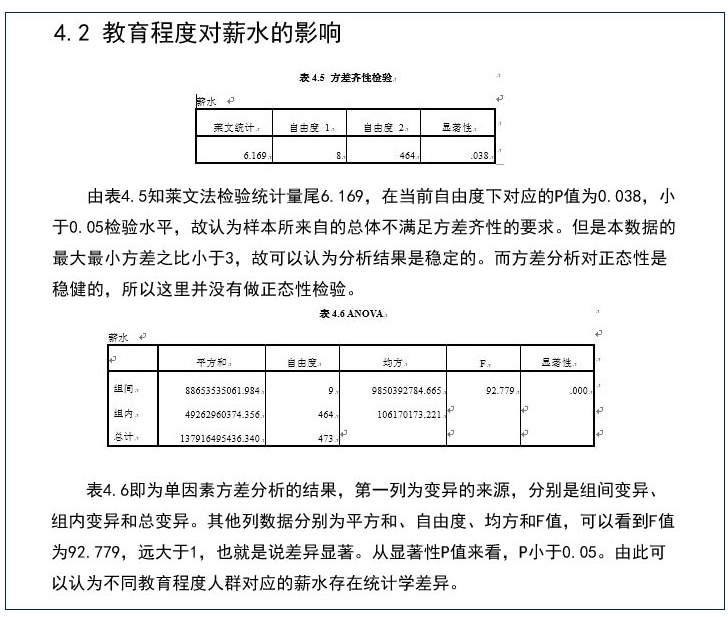 4.2 教育程度对薪水的影响
表 4.5 方差齐性检验
薪水
莱文统计 自由度 1 自由度 2 显著性
6.169 8 464 .038
由表4.5知莱文法检验统计量尾6.169，在当前自由度下对应的P值为0.038，小
于0.05检验水平，故认为样本所来自的总体不满足方差齐性的要求。但是本数据的
最大最小方差之比小于3，故可以认为分析结果是稳定的。而方差分析对正态性是
稳健的，所以这里并没有做正态性检验。
表 4.6 ANOVA
薪水
平方和 自由度 均方 F 显著性
组间 88653535061.984 9 9850392784.665 92.779 .000
组内 49262960374.356 464 106170173.221
总计 137916495436.340 473
表4.6即为单因素方差分析的结果，第一列为变异的来源，分别是组间变异、
组内变异和总变异。其他列数据分别为平方和、自由度、均方和F值，可以看到F值
为92.779，远大于1，也就是说差异显著。从显著性P值来看，P小于0.05。由此可
以认为不同教育程度人群对应的薪水存在统计学差异。